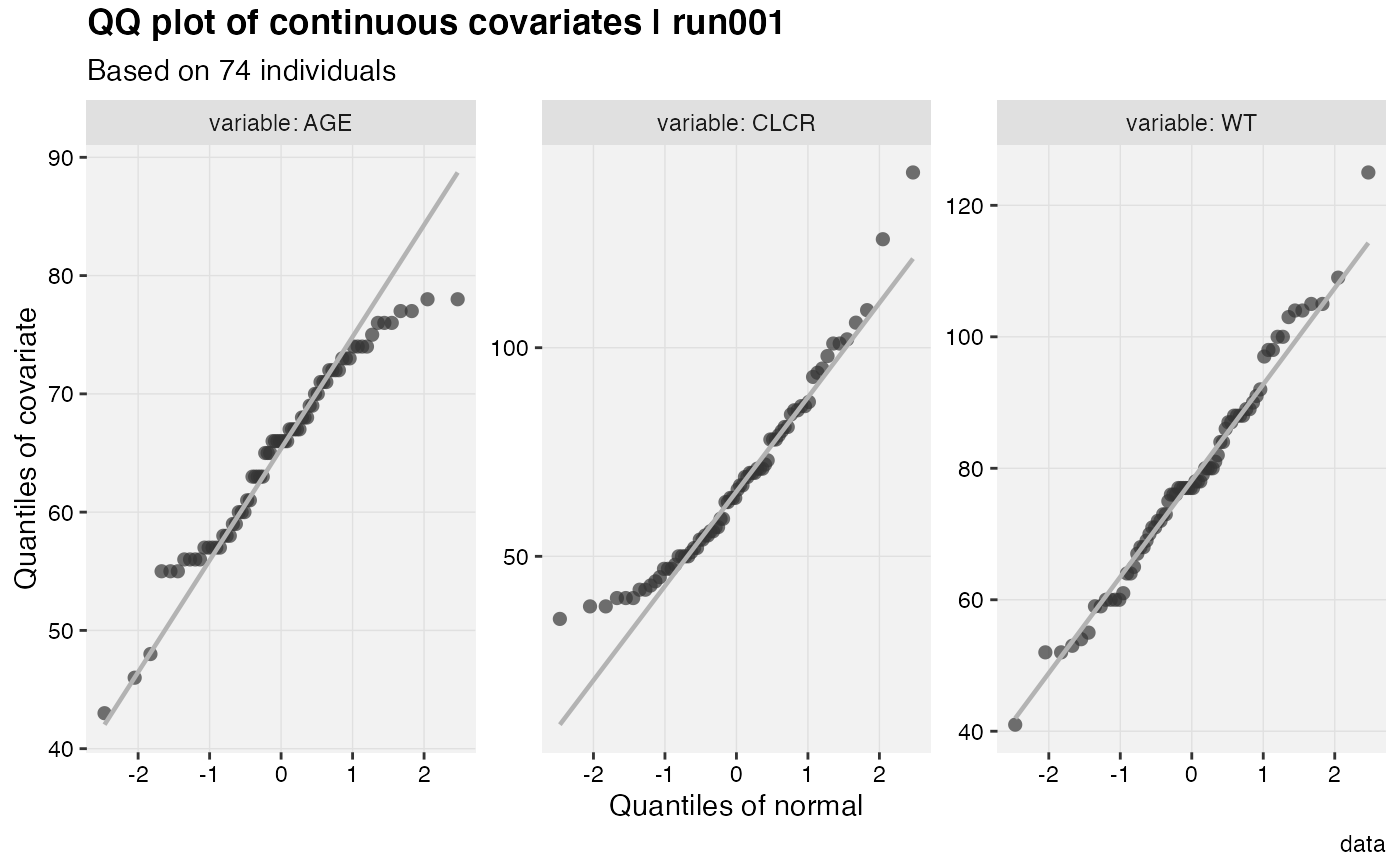 QQ plot of continuous covariates | run001
Based on 74 individuals
variable: AGE
variable: CLCR
variable: WT
Quantiles of covariate
90
80
70
60
50
40
100
50
120
100
80
60
40
-2 -1 0 1 2
-2 -1 0 1 2
-2 -1 0 1 2
Quantiles of normal
data